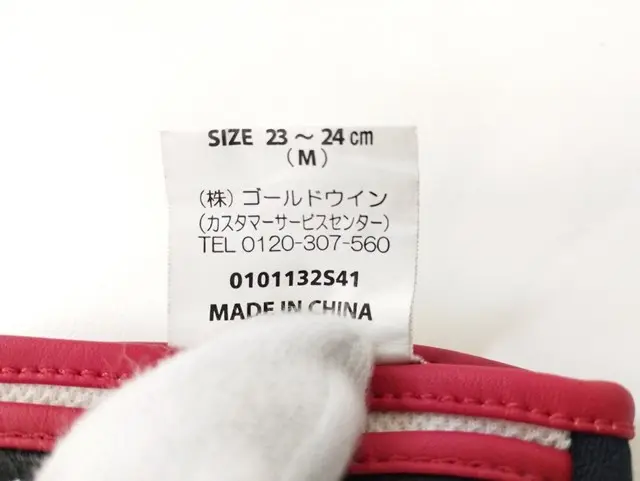 SIZE 23 ~ 24 cm
(M)
(株) ゴールドウイン
(カスタマーサービスセンター)
TEL 0120-307-560
0101132S41
MADE IN CHINA